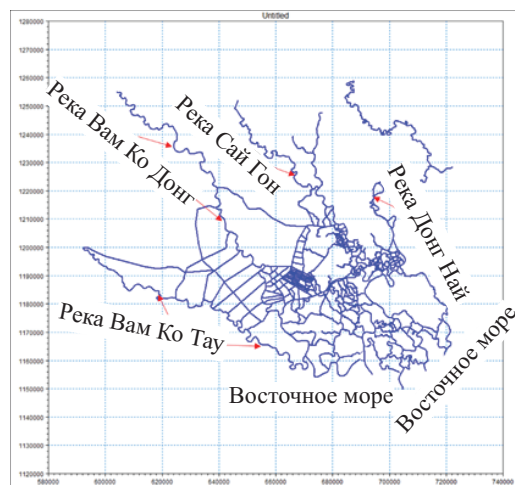 Untitled
1280000
1270000
1260000
1250000
1240000
1230000
1220000
1210000
1200000
1190000
1180000
1170000
1160000
1150000
1140000
1130000
1120000
Река Вам Ко Донг
Река Сай Гон
Река Донг Най
Река Вам Ко Тау
Восточное море
Восточное море
580000 600000 620000 640000 660000 680000 700000 720000 740000